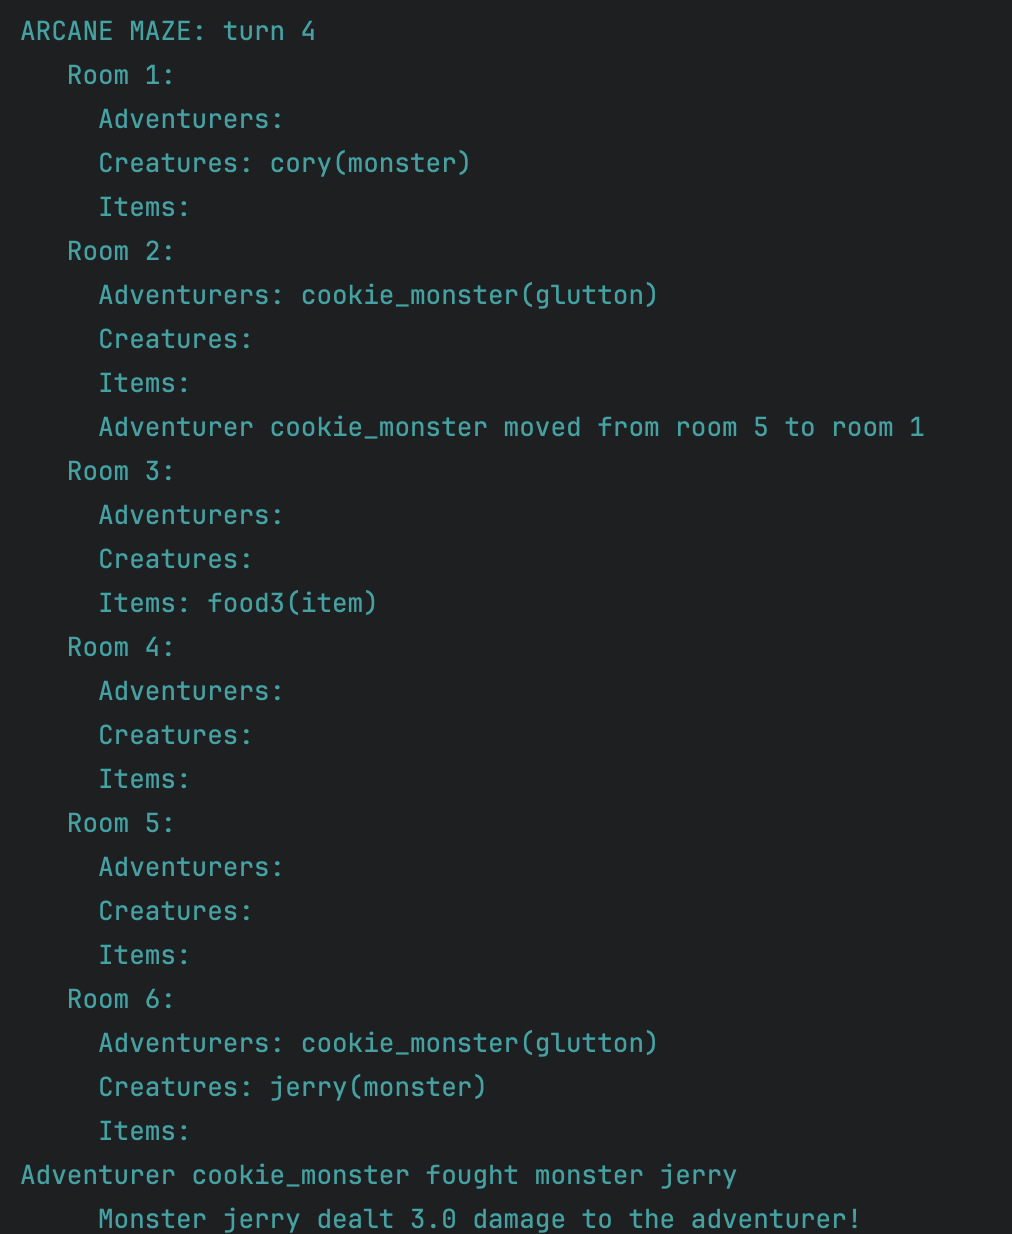 ARCANE MAZE: turn 4
Room 1:
Adventurers:
Creatures: cory(monster)
Items:
Room 2:
Adventurers: cookie_monster(glutton)
Creatures:
Items:
Adventurer cookie_monster moved from room 5 to room 1
Room 3:
Adventurers:
Creatures:
Items: food3(item)
Room 4:
Adventurers:
Creatures:
Items:
Room 5:
Adventurers:
Creatures:
Items:
Room 6:
Adventurers: cookie_monster(glutton)
Creatures: jerry(monster)
Items:
Adventurer cookie_monster fought monster jerry
Monster jerry dealt 3.0 damage to the adventurer!